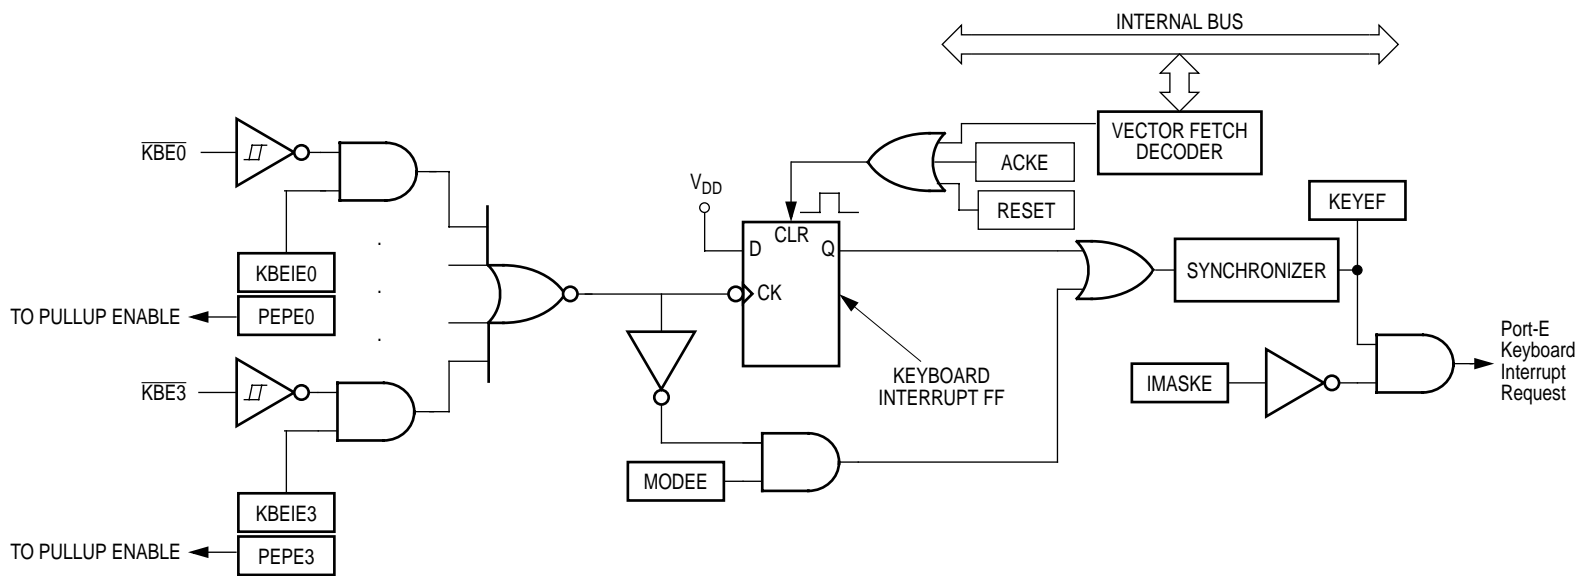 INTERNAL BUS
VECTOR FETCH
DECODER
ACKE
RESET
KBE0
KBEIE0
PEPE0
TO PULLUP ENABLE
KBE3
KBEIE3
PEPE3
TO PULLUP ENABLE
VDD
D
CLR
Q
CK
KEYBOARD
INTERRUPT FF
MODEE
SYNCHRONIZER
KEYEF
IMASKE
Port-E
Keyboard
Interrupt
Request